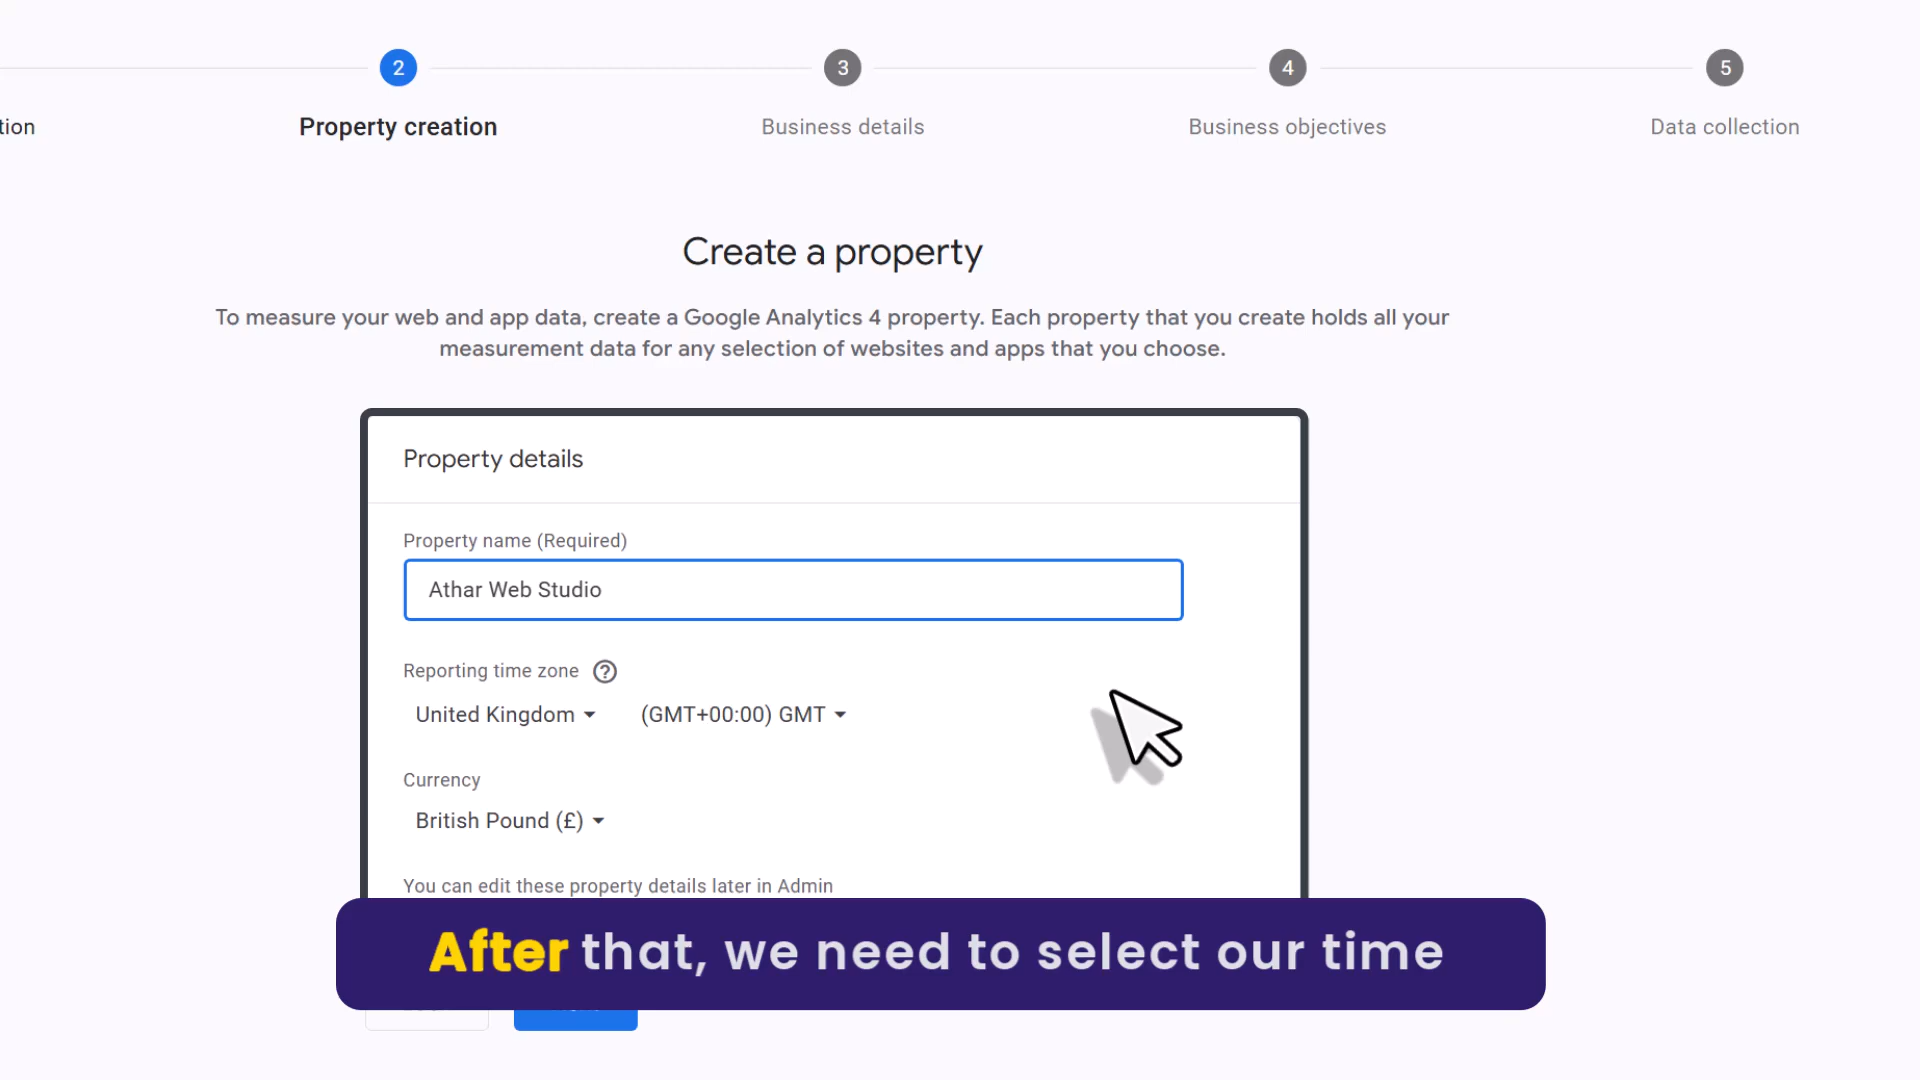 2
3
4
5
tion
Property creation
Business details
Business objectives
Data collection
Create a property
To measure your web and app data, create a Google Analytics 4 property. Each property that you create holds all your
measurement data for any selection of websites and apps that you choose.
Property details
Property name (Required)
Athar Web Studio
Reporting time zone ?
United Kingdom (GMT+00:00) GMT
Currency
British Pound (£)
You can edit these property details later in Admin
After that, we need to select our time